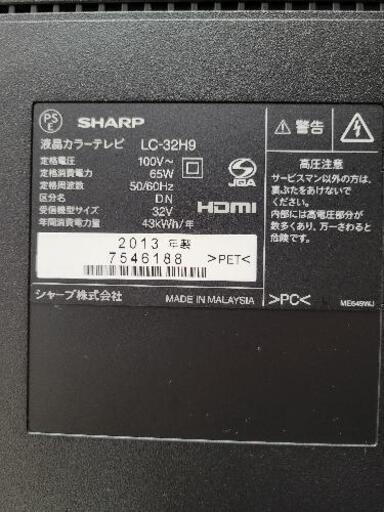 PS
E
SHARP
液晶カラーテレビ LC-32H9
定格電圧 100V～
定格消費電力 65W
定格周波数 50/60Hz
区分名 DN
受信機型サイズ 32V
年間消費電力量 43kWh/年
JQA
HDMI
2013 年製
7546188
>PET<
シャープ株式会社 MADE IN MALAYSIA
警告
高圧注意
サービスマン以外の方は、
裏ぶたをあけないで
ください。
内部には高電圧部分が
数多くあり、万一さわると
危険です。
>PC<